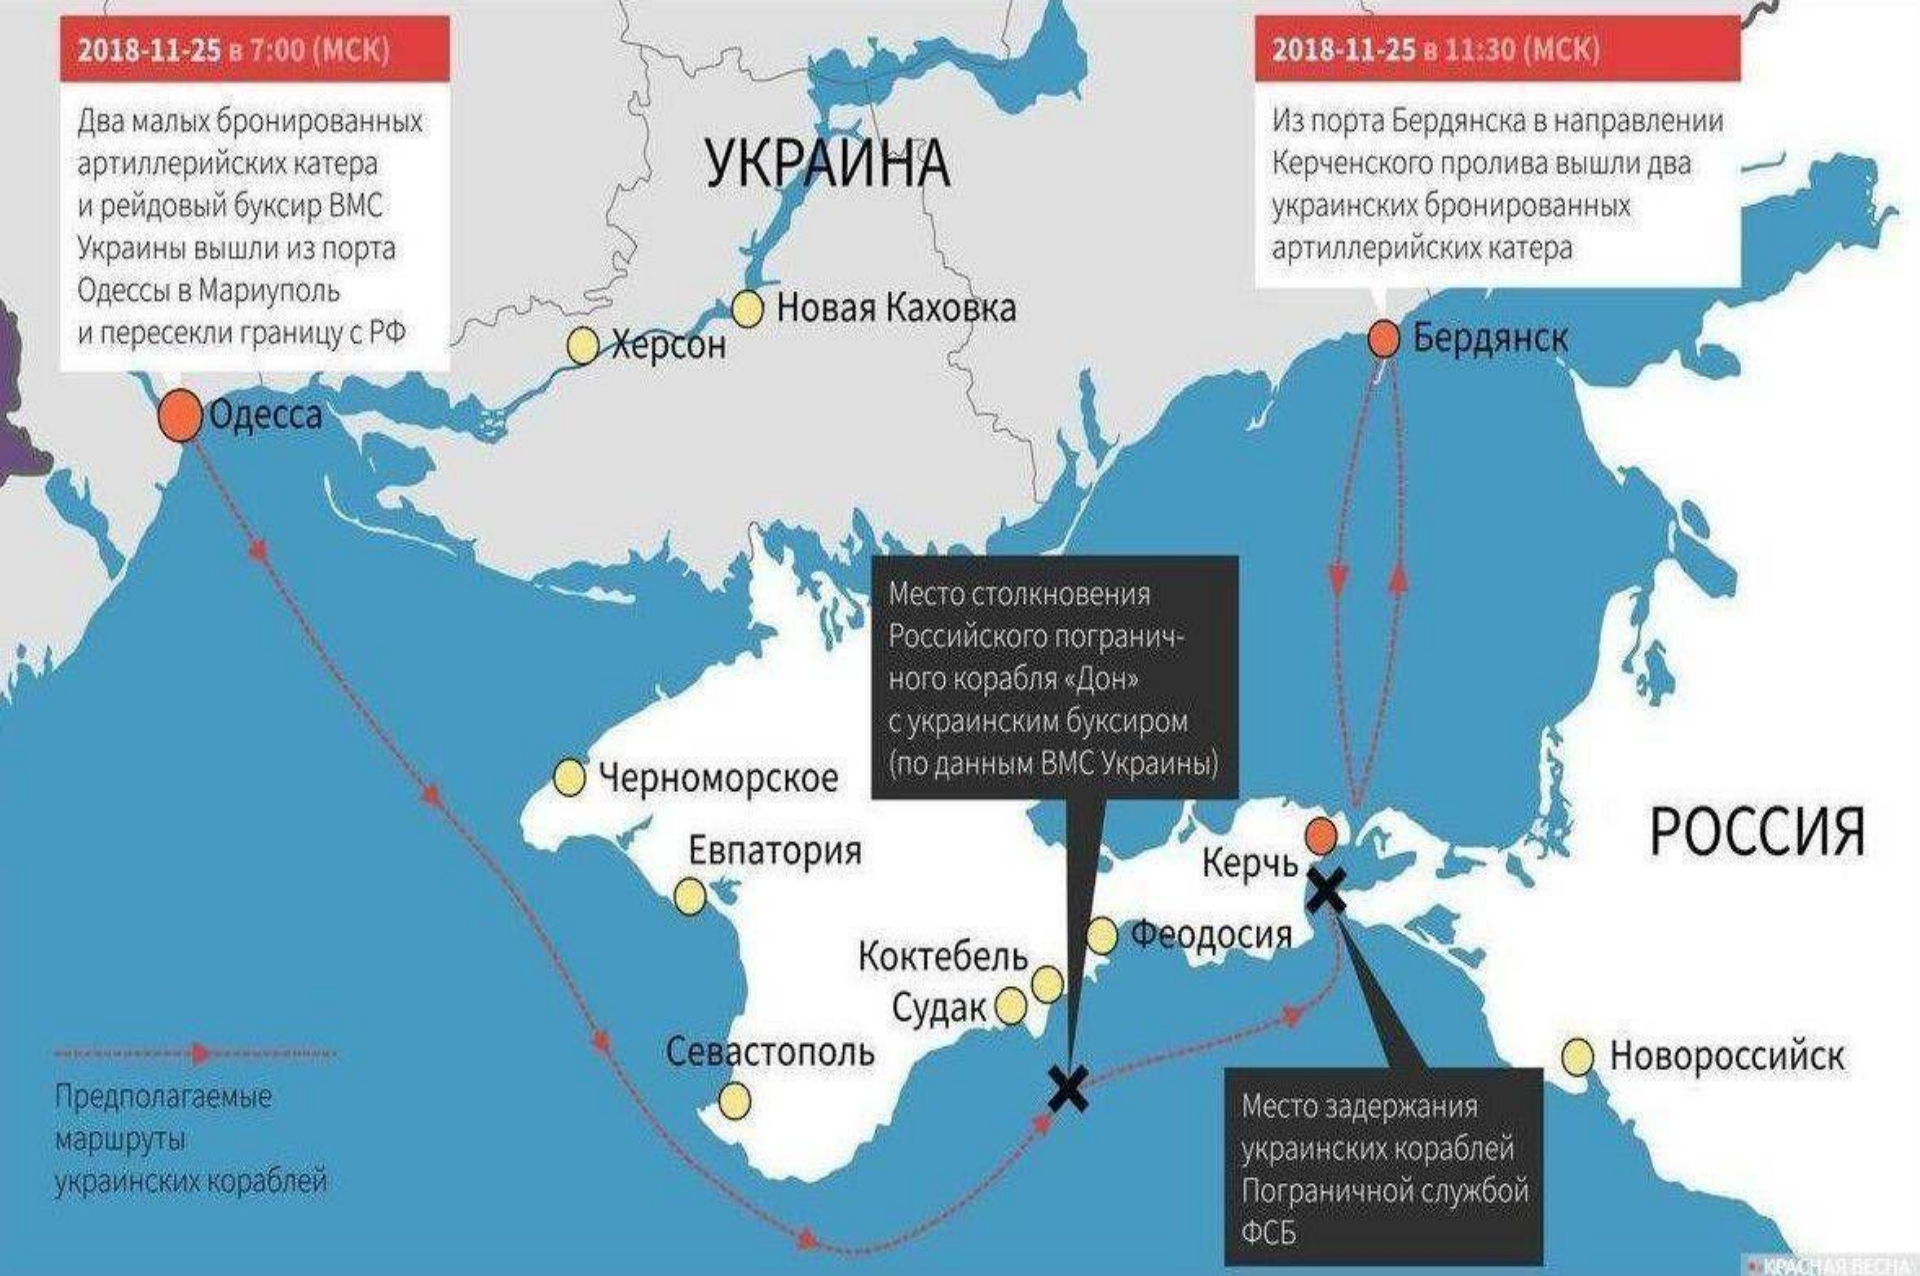 2018-11-25 в 7:00 (МСК)
Два малых бронированных
артиллерийских катера
и рейдовый буксир ВМС
Украины вышли из порта
Одессы в Мариуполь
и пересекли границу с РФ
2018-11-25 в 11:30 (МСК)
Из порта Бердянска в направлении
Керченского пролива вышли два
украинских бронированных
артиллерийских катера
УКРАИНА
Новая Каховка
Херсон
Бердянск
Одесса
Место столкновения
Российского погранич-
ного корабля «Дон»
с украинским буксиром
(по данным ВМС Украины)
Черноморское
Евпатория
РОССИЯ
Керчь
Феодосия
Коктебель
Судак
Севастополь
Новороссийск
Предполагаемые
маршруты
украинских кораблей
Место задержания
украинских кораблей
Пограничной службой
ФСБ
КРАСНАЯ ВЕСНА